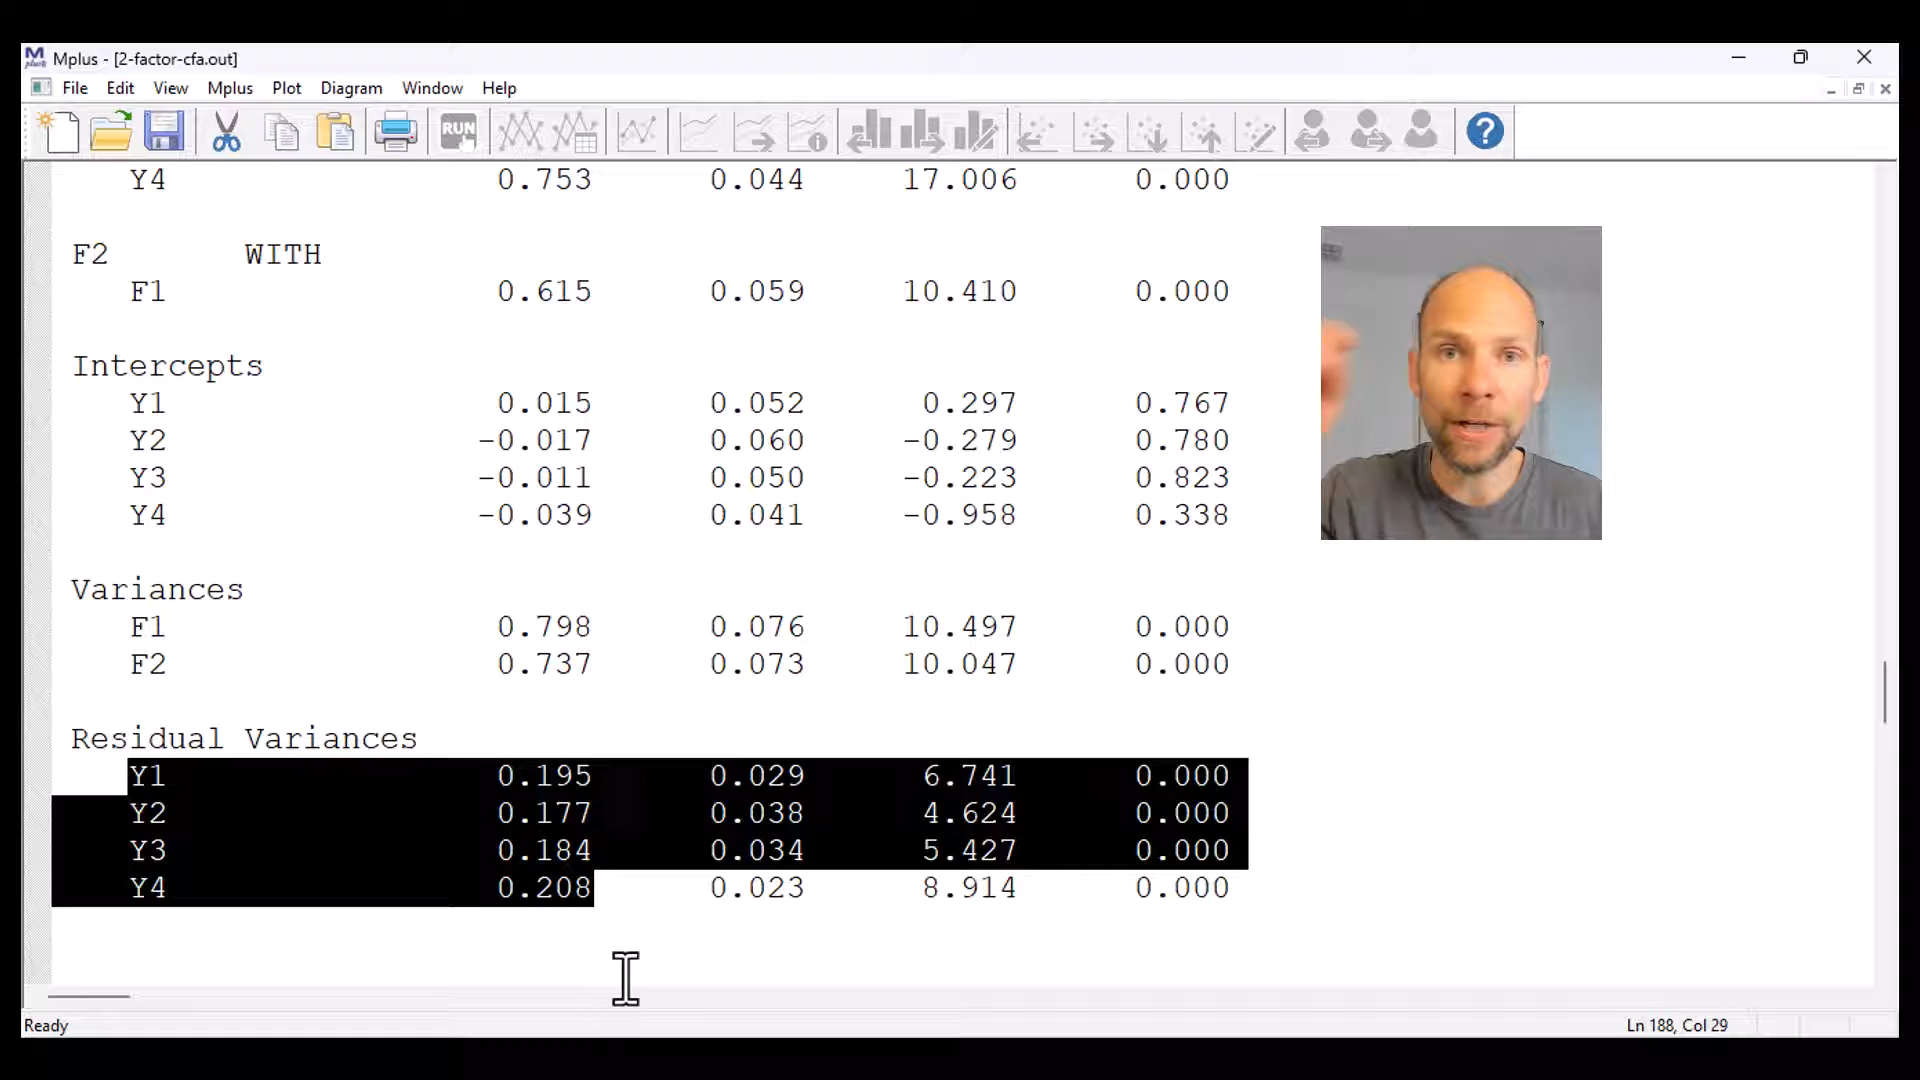 Mplus - [2-factor-cfa.out]
File Edit View Mplus Plot Diagram Window Help
RUN
Y4 0.753 0.044 17.006 0.000
F2 WITH
F1 0.615 0.059 10.410 0.000
Intercepts
Y1 0.015 0.052 0.297 0.767
Y2 -0.017 0.060 -0.279 0.780
Y3 -0.011 0.050 -0.223 0.823
Y4 -0.039 0.041 -0.958 0.338
Variances
F1 0.798 0.076 10.497 0.000
F2 0.737 0.073 10.047 0.000
Residual Variances
Y1 0.195 0.029 6.741 0.000
Y2 0.177 0.038 4.624 0.000
Y3 0.184 0.034 5.427 0.000
Y4 0.208 0.023 8.914 0.000
Ready
Ln 188, Col 29